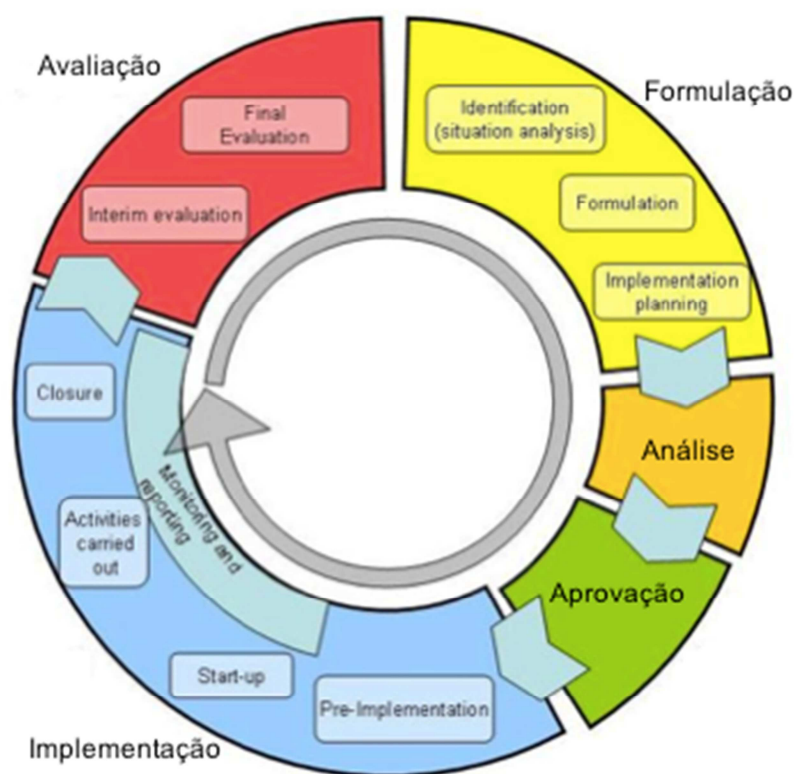 Avaliação
Formulação
Final
Evaluation
Interim evaluation
Identification
(situation analysis)
Formulation
Implementation
planning
Análise
Aprovação
Closure
Activities
carried
out
Monitoring and
reporting
Start-up
Pre-Implementation
Implementação